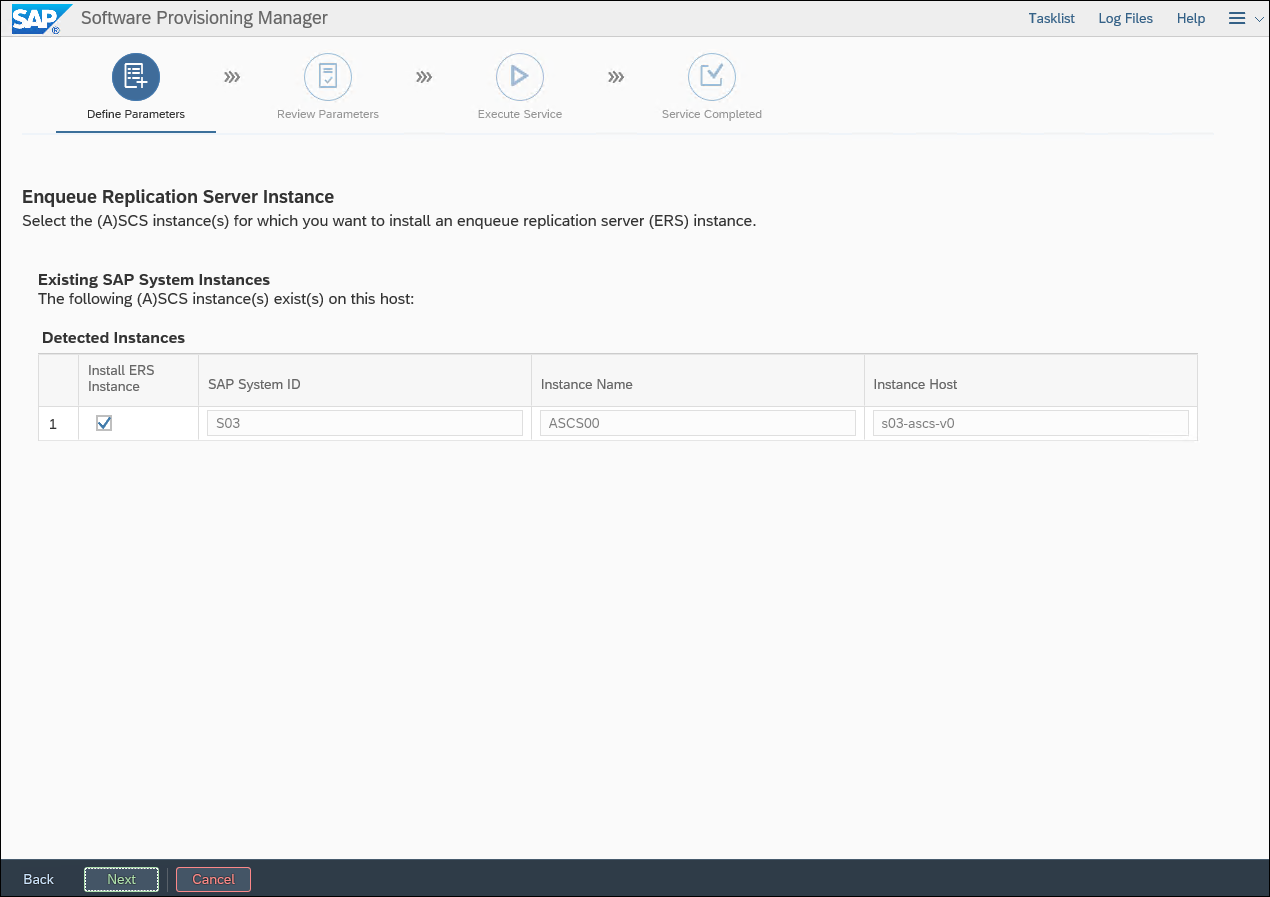 SAP ® Software Provisioning Manager Tasklist Log Files Help
Define Parameters Review Parameters Execute Service Service Completed
Enqueue Replication Server Instance
Select the (A)SCS instance(s) for which you want to install an enqueue replication server (ERS) instance.
Existing SAP System Instances
The following (A)SCS instance(s) exist(s) on this host:
Detected Instances
Install ERS
Instance SAP System ID Instance Name Instance Host
1 S03 ASCS00 s03-ascs-v0
Back Next Cancel